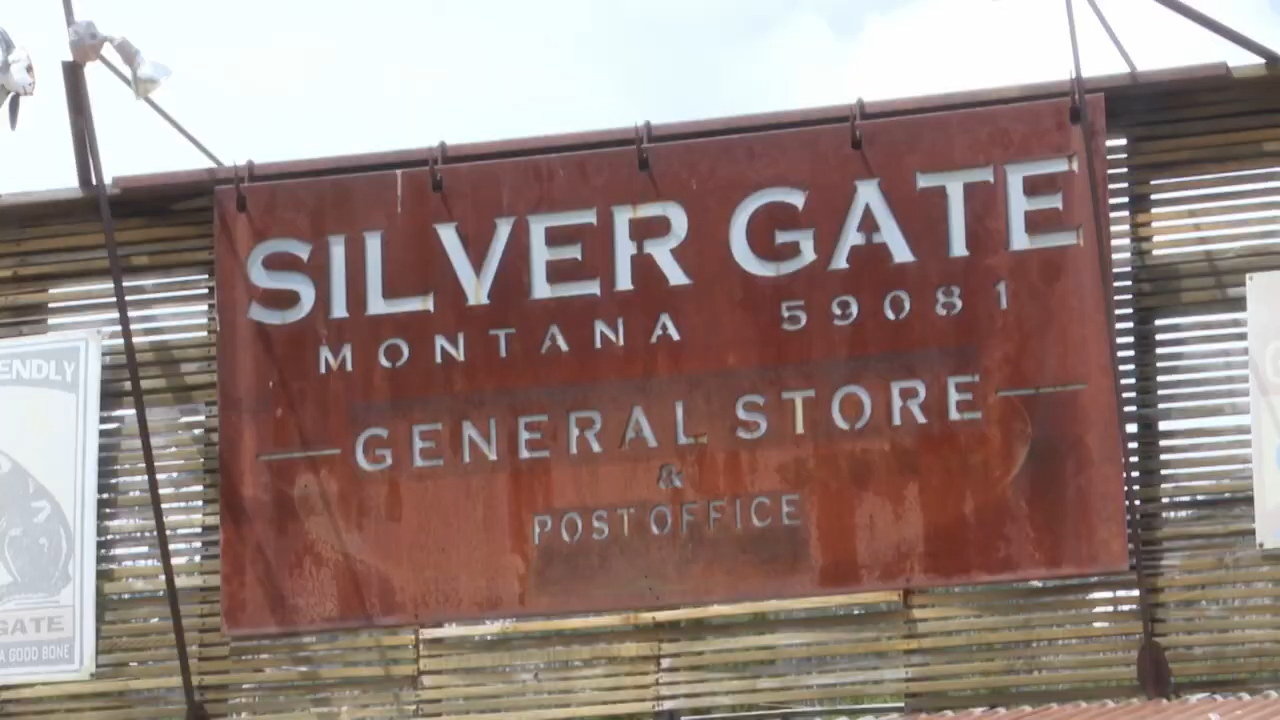 SILVER GATE
MONTANA 59081
GENERAL STORE
&
POST OFFICE
ENDLY
GATE
A GOOD BONE